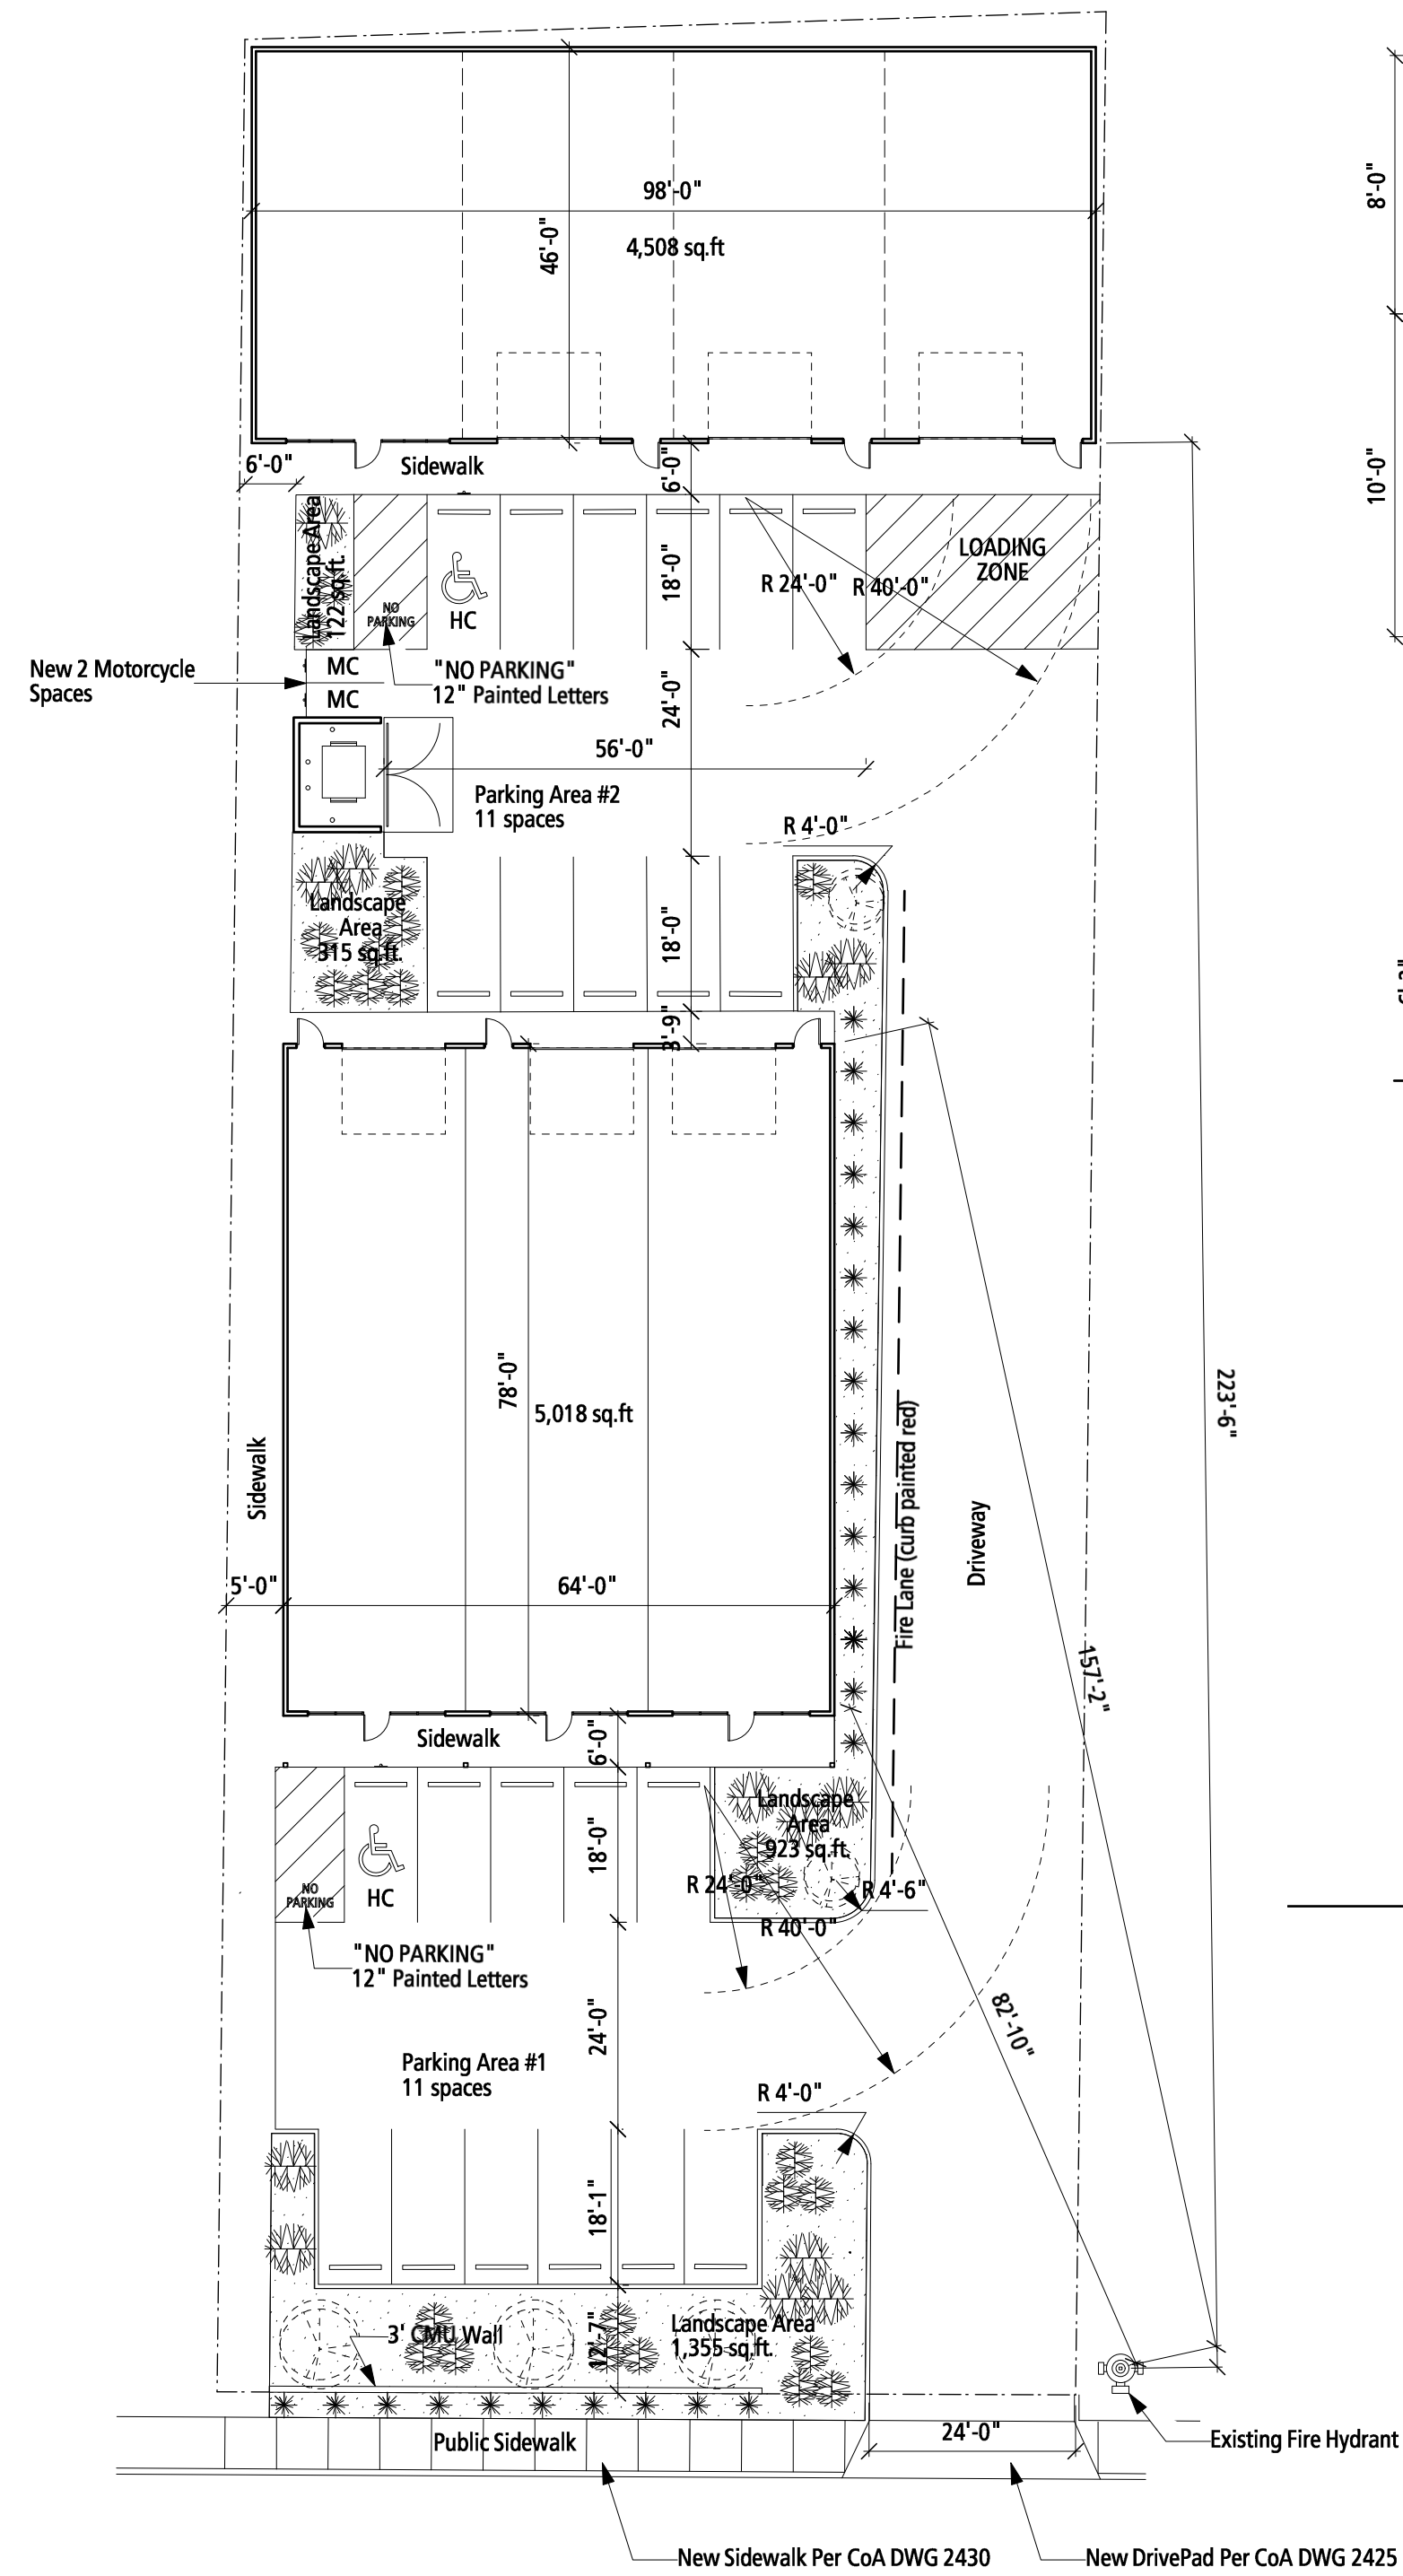 98'-0"
46'-0"
4,508 sq.ft
8'-0"
10'-0"
6'-0"
Sidewalk
6'-0"
Landscape Area
122 sq.ft.
NO
PARKING
HC
18'-0"
R 24'-0"
R 40'-0"
LOADING
ZONE
New 2 Motorcycle
Spaces
MC
MC
"NO PARKING"
12" Painted Letters
24'-0"
56'-0"
Parking Area #2
11 spaces
R 4'-0"
Landscape
Area
315 sq.ft.
18'-0"
3'-9"
78'-0"
5,018 sq.ft
Sidewalk
5'-0"
64'-0"
Fire Lane (curb painted red)
Driveway
223'-6"
157'-2"
Sidewalk
6'-0"
18'-0"
Landscape
Area
923 sq.ft.
NO
PARKING
HC
R 24'-0"
R 4'-6"
R 40'-0"
"NO PARKING"
12" Painted Letters
24'-0"
82'-10"
Parking Area #1
11 spaces
R 4'-0"
18'-1"
3' CMU Wall
12'-7"
Landscape Area
1,355 sq.ft.
Public Sidewalk
24'-0"
Existing Fire Hydrant
New Sidewalk Per CoA DWG 2430
New DrivePad Per CoA DWG 2425